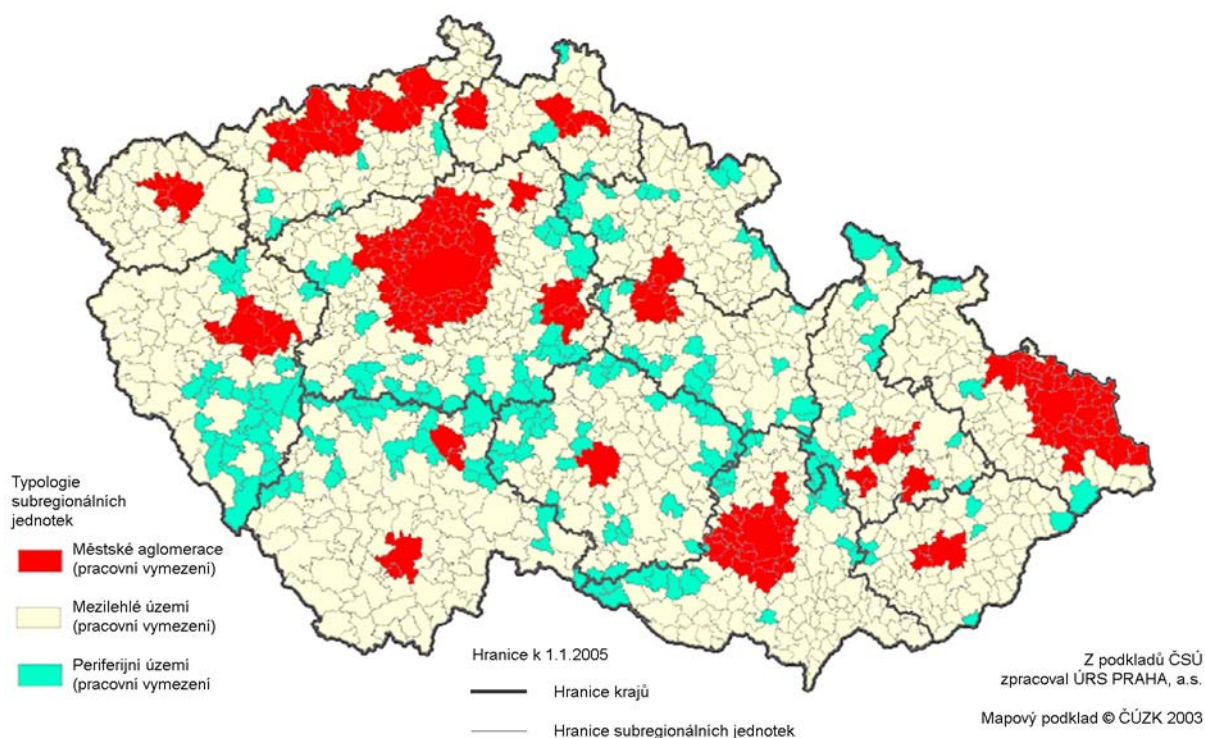 Typologie
subregionálních
jednotek
Městské aglomerace
(pracovní vymezení)
Mezilehlé území
(pracovní vymezení)
Periferijní území
(pracovní vymezení
Hranice k 1.1.2005
Hranice krajů
Hranice subregionálních jednotek
Z podkladů ČSÚ
zpracoval ÚRS PRAHA, a.s.
Mapový podklad © ČÚZK 2003